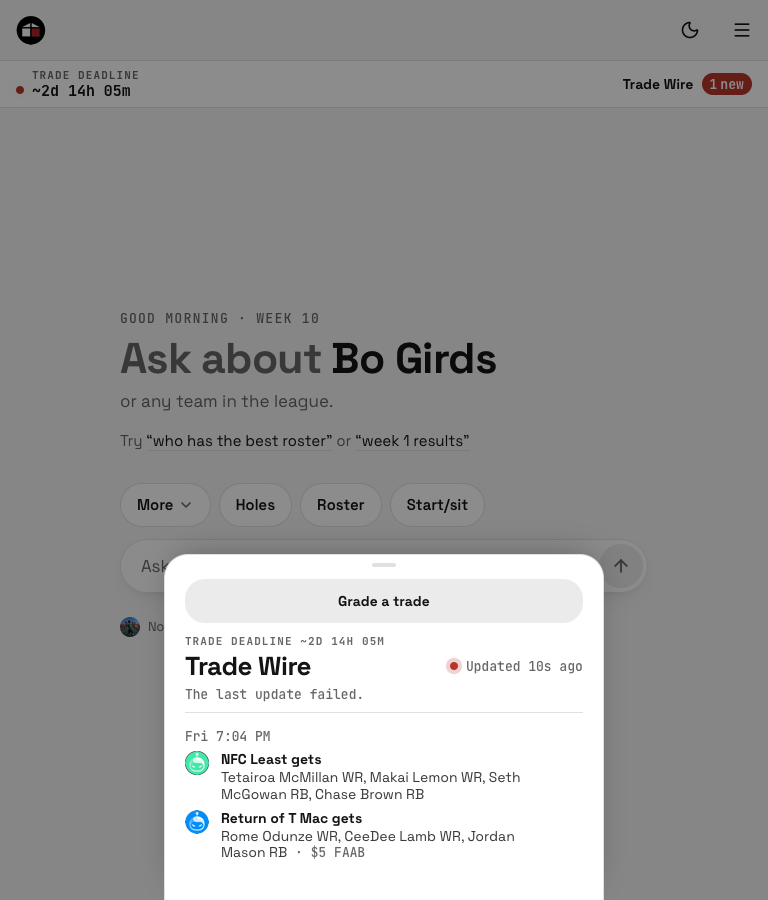 TRADE DEADLINE
~2d 14h 05m
Trade Wire 1 new
GOOD MORNING · WEEK 10
Ask about Bo Girds
or any team in the league.
Try “who has the best roster” or “week 1 results”
More Holes Roster Start/sit
Ask
No
Grade a trade
TRADE DEADLINE ~2D 14H 05M
Trade Wire
Updated 10s ago
The last update failed.
Fri 7:04 PM
NFC Least gets
Tetairoa McMillan WR, Makai Lemon WR, Seth
McGowan RB, Chase Brown RB
Return of T Mac gets
Rome Odunze WR, CeeDee Lamb WR, Jordan
Mason RB · $5 FAAB